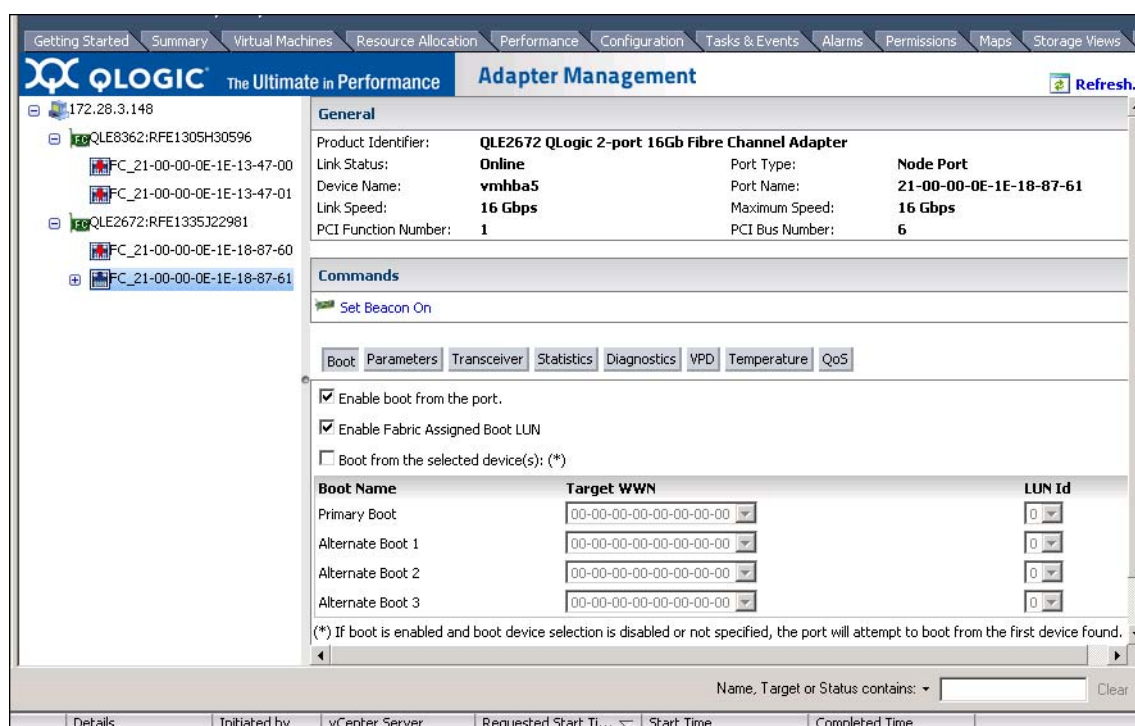 Getting Started Summary Virtual Machines Resource Allocation Performance Configuration Tasks & Events Alarms Permissions Maps Storage Views
QLOGIC The Ultimate in Performance Adapter Management Refresh.
172.28.3.148
QLE8362:RFE1305H30596
FC_21-00-00-0E-1E-13-47-00
FC_21-00-00-0E-1E-13-47-01
QLE2672:RFE1335J22981
FC_21-00-00-0E-1E-18-87-60
FC_21-00-00-0E-1E-18-87-61
General
Product Identifier: QLE2672 QLogic 2-port 16Gb Fibre Channel Adapter
Link Status: Online Port Type: Node Port
Device Name: vmhba5 Port Name: 21-00-00-0E-1E-18-87-61
Link Speed: 16 Gbps Maximum Speed: 16 Gbps
PCI Function Number: 1 PCI Bus Number: 6
Commands
Set Beacon On
Boot Parameters Transceiver Statistics Diagnostics VPD Temperature QoS
Enable boot from the port.
Enable Fabric Assigned Boot LUN
Boot from the selected device(s): (*)
Boot Name Target WWN LUN Id
Primary Boot 00-00-00-00-00-00-00-00 0
Alternate Boot 1 00-00-00-00-00-00-00-00 0
Alternate Boot 2 00-00-00-00-00-00-00-00 0
Alternate Boot 3 00-00-00-00-00-00-00-00 0
(*) If boot is enabled and boot device selection is disabled or not specified, the port will attempt to boot from the first device found.
Name, Target or Status contains: Clear
Details Initiated by vCenter Server Requested Start Ti... Start Time Completed Time